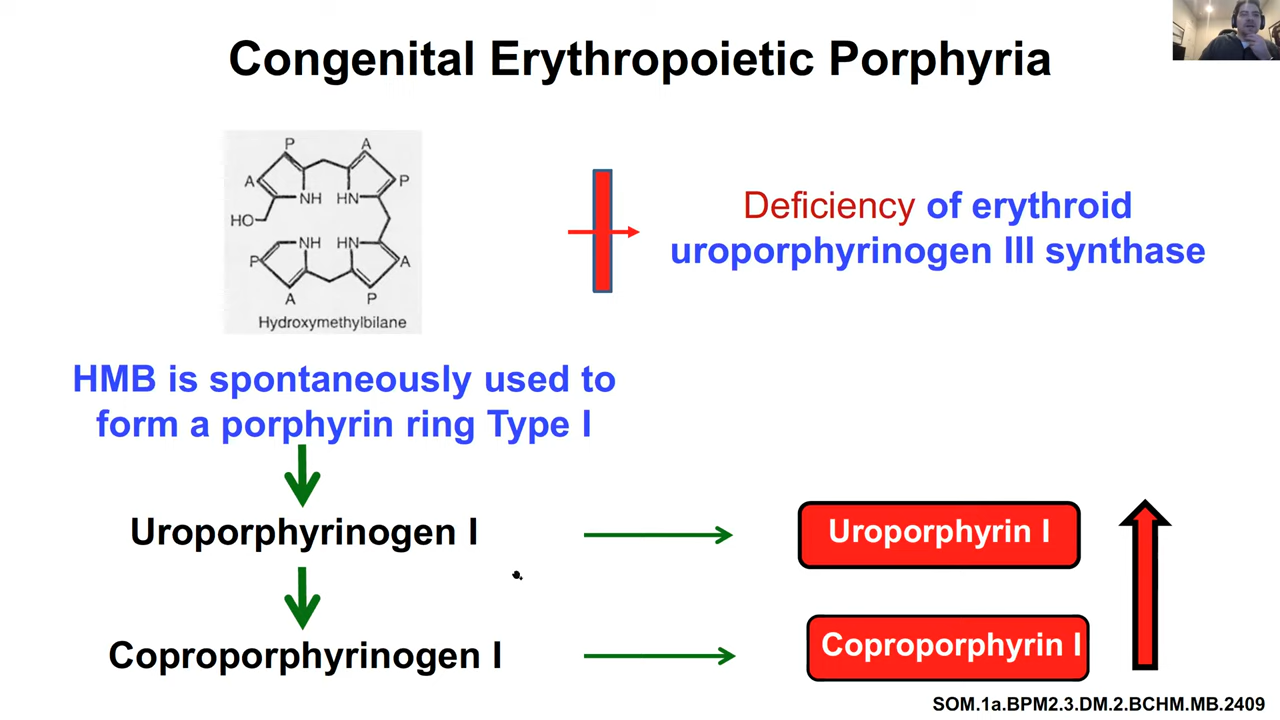 Congenital Erythropoietic Porphyria
P
A
A
P
NH
HN
HO
NH
HN
P
A
A
P
Hydroxymethylbilane
Deficiency of erythroid
uroporphyrinogen III synthase
HMB is spontaneously used to
form a porphyrin ring Type I
Uroporphyrinogen I
Uroporphyrin I
Coproporphyrinogen I
Coproporphyrin I
SOM.1a.BPM2.3.DM.2.BCHM.MB.2409